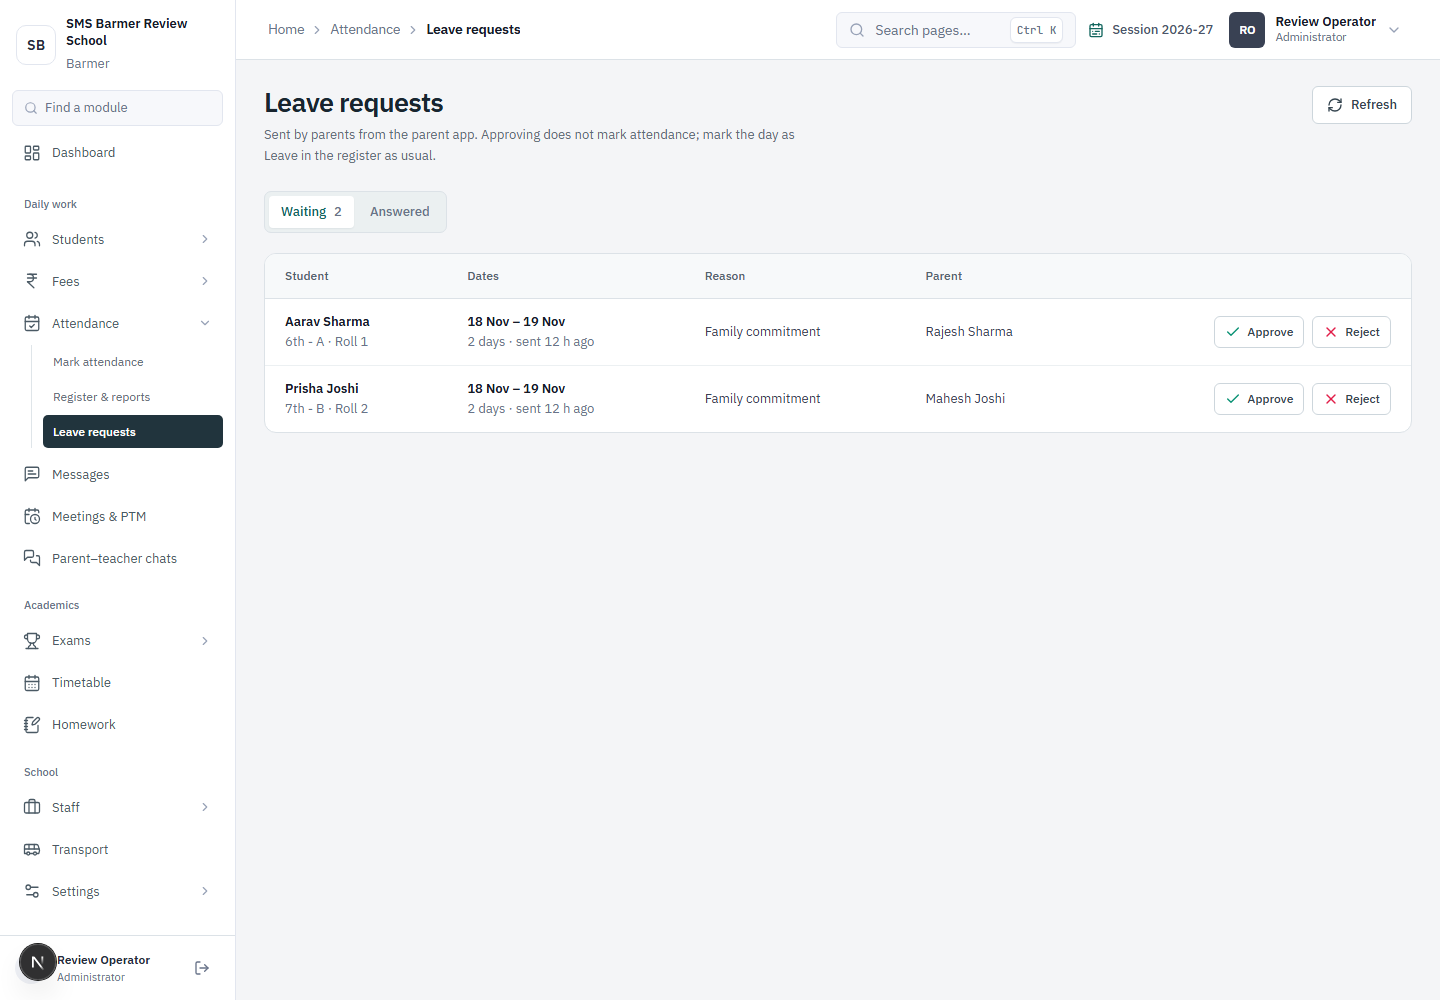 SB
SMS Barmer Review
School
Barmer
Find a module
Dashboard
Daily work
Students
Fees
Attendance
Mark attendance
Register & reports
Leave requests
Messages
Meetings & PTM
Parent–teacher chats
Academics
Exams
Timetable
Homework
School
Staff
Transport
Settings
N
Review Operator
Administrator
Home > Attendance > Leave requests
Search pages...
Ctrl K
Session 2026-27
RO
Review Operator
Administrator
Leave requests
Refresh
Sent by parents from the parent app. Approving does not mark attendance; mark the day as
Leave in the register as usual.
Waiting 2
Answered
Student Dates Reason Parent
Aarav Sharma 18 Nov – 19 Nov Family commitment Rajesh Sharma Approve Reject
6th - A · Roll 1 2 days · sent 12 h ago
Prisha Joshi 18 Nov – 19 Nov Family commitment Mahesh Joshi Approve Reject
7th - B · Roll 2 2 days · sent 12 h ago